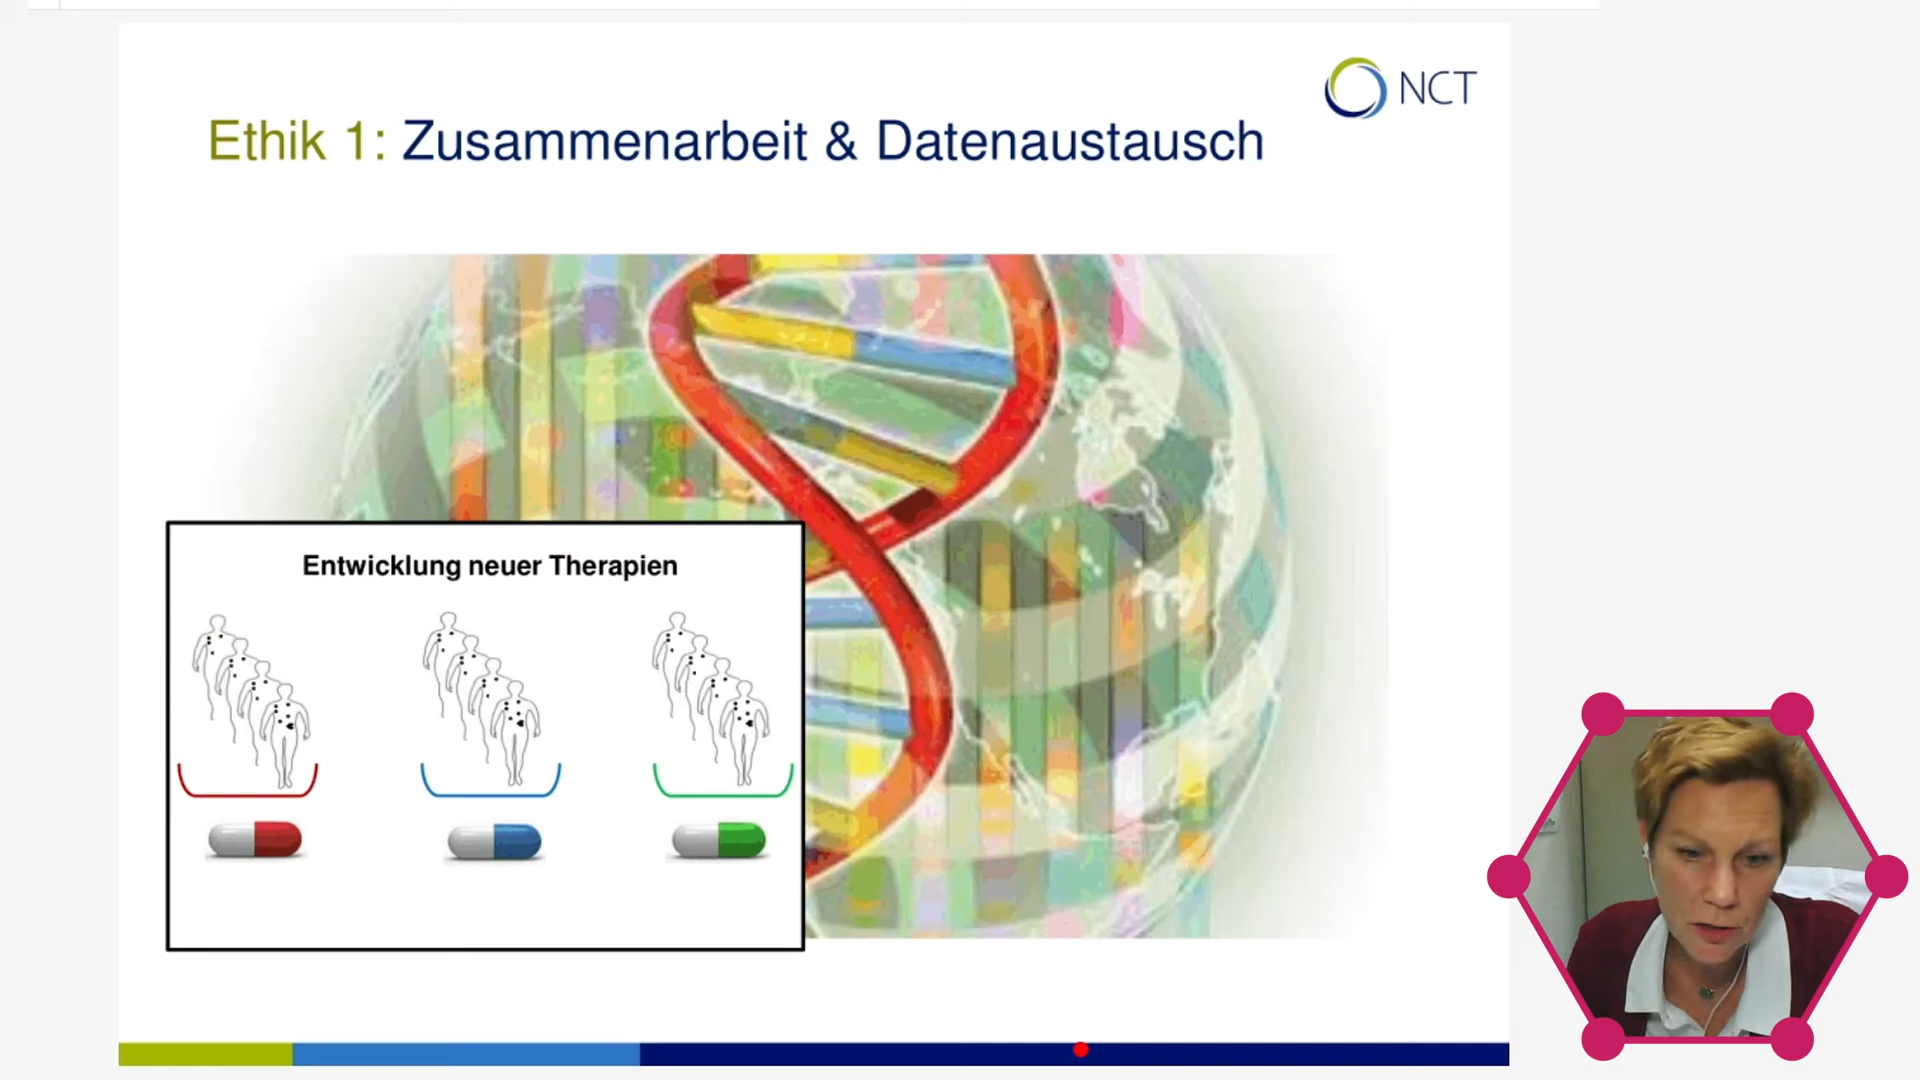 NCT
Ethik 1: Zusammenarbeit & Datenaustausch
Entwicklung neuer Therapien